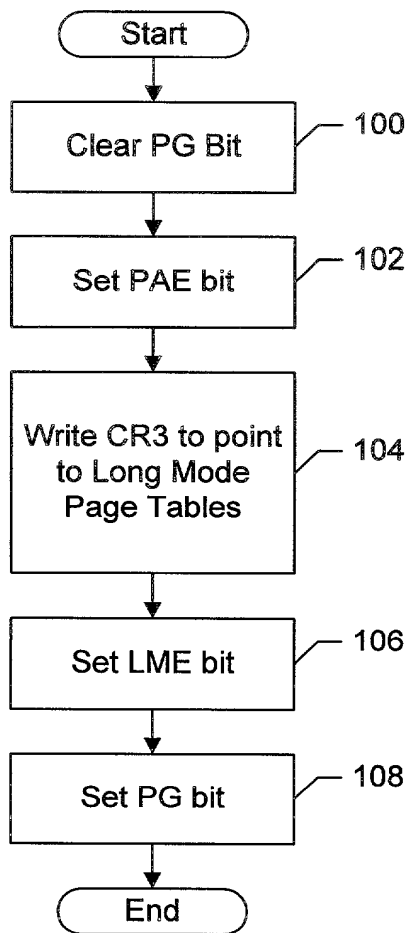 Start
Clear PG Bit
100
Set PAE bit
102
Write CR3 to point
to Long Mode
Page Tables
104
Set LME bit
106
Set PG bit
108
End